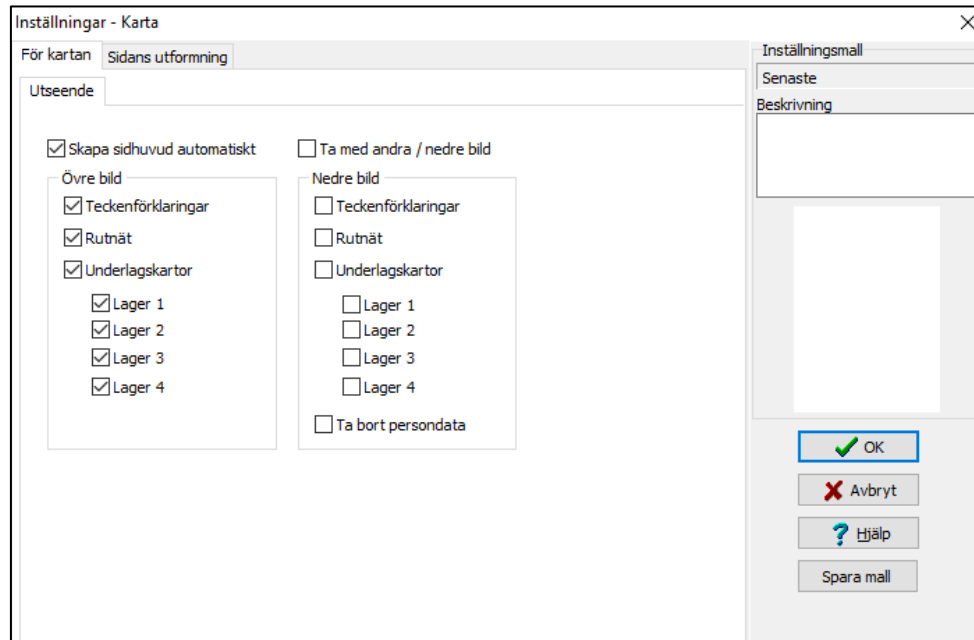 Inställningar - Karta
För kartan
Sidans utformning
Utseende
Skapa sidhuvud automatiskt
Ta med andra / nedre bild
Övre bild
Teckenförklaringar
Rutnät
Underlagskartor
Lager 1
Lager 2
Lager 3
Lager 4
Nedre bild
Teckenförklaringar
Rutnät
Underlagskartor
Lager 1
Lager 2
Lager 3
Lager 4
Ta bort persondata
Inställningsmall
Senaste
Beskrivning
OK
Avbryt
Hjälp
Spara mall